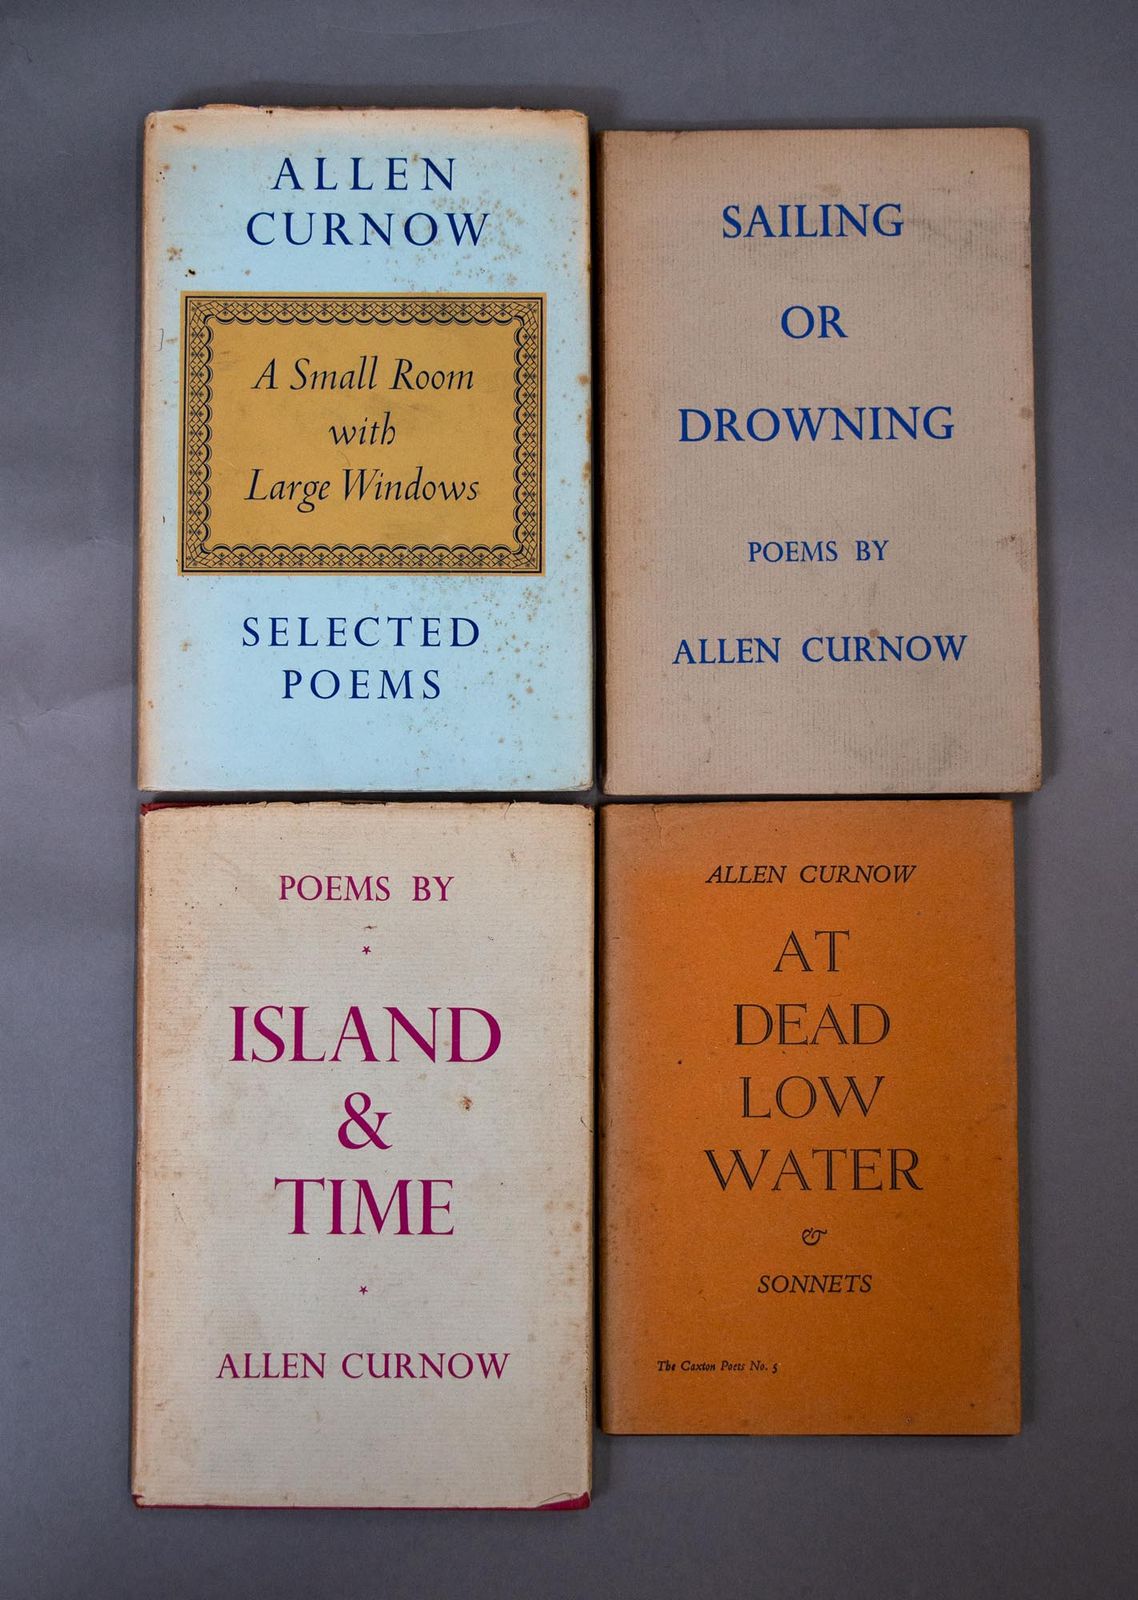 ALLEN
CURNOW
A Small Room
with
Large Windows
SELECTED
POEMS
SAILING
OR
DROWNING
POEMS BY
ALLEN CURNOW
POEMS BY
*
ISLAND
&
TIME
*
ALLEN CURNOW
ALLEN CURNOW
AT
DEAD
LOW
WATER
&
SONNETS
The Caxton Poets No. 5